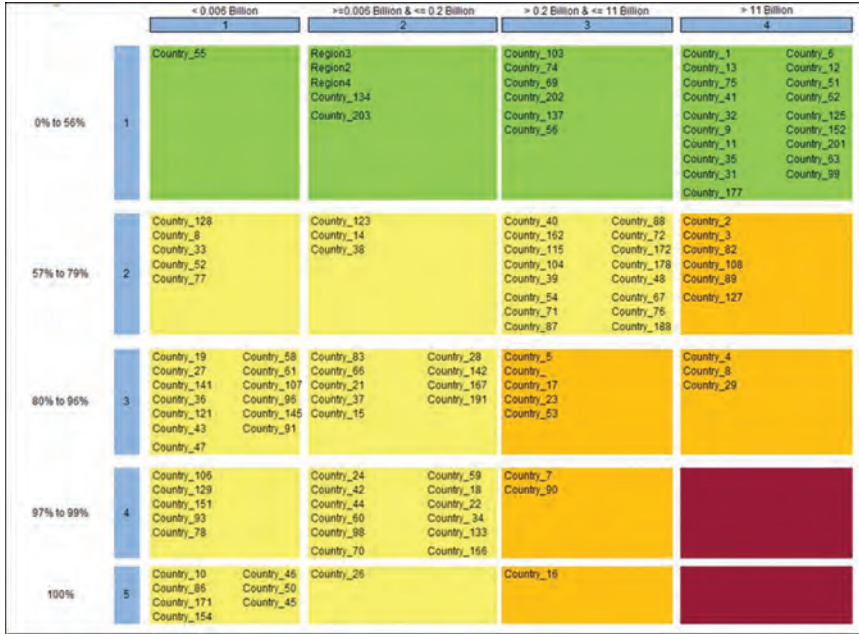 < 0.006 Billion >=0.006 Billion & <= 0.2 Billion > 0.2 Billion & <= 11 Billion > 11 Billion
1 2 3 4
0% to 56% 1
Country_55
Region3
Region2
Region4
Country_134
Country_203
Country_103
Country_74
Country_69
Country_202
Country_137
Country_56
Country_1 Country_6
Country_13 Country_12
Country_75 Country_51
Country_41 Country_62
Country_32 Country_125
Country_9 Country_152
Country_11 Country_201
Country_35 Country_63
Country_31 Country_99
Country_177
57% to 79% 2
Country_128
Country_8
Country_33
Country_52
Country_77
Country_123
Country_14
Country_38
Country_40 Country_88
Country_162 Country_72
Country_115 Country_172
Country_104 Country_178
Country_39 Country_48
Country_54 Country_67
Country_71 Country_76
Country_87 Country_188
Country_2
Country_3
Country_82
Country_108
Country_89
Country_127
80% to 96% 3
Country_19 Country_58
Country_27 Country_61
Country_141 Country_107
Country_36 Country_96
Country_121 Country_145
Country_43 Country_91
Country_47
Country_83 Country_28
Country_66 Country_142
Country_21 Country_167
Country_37 Country_191
Country_15
Country_5
Country_
Country_17
Country_23
Country_53
Country_4
Country_8
Country_29
97% to 99% 4
Country_106
Country_129
Country_151
Country_93
Country_78
Country_24 Country_59
Country_42 Country_18
Country_44 Country_22
Country_60 Country_ 34
Country_98 Country_133
Country_70 Country_166
Country_7
Country_90
100% 5
Country_10 Country_46
Country_86 Country_50
Country_171 Country_45
Country_154
Country_26
Country_16